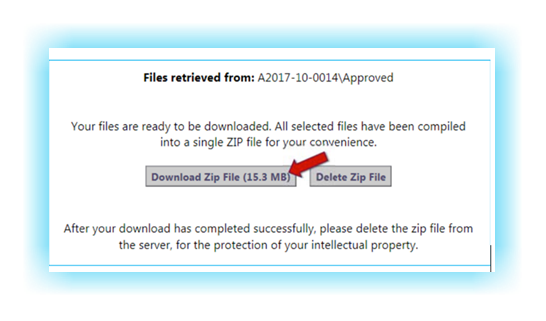 Files retrieved from: A2017-10-0014\Approved
Your files are ready to be downloaded. All selected files have been compiled
into a single ZIP file for your convenience.
Download Zip File (15.3 MB) Delete Zip File
After your download has completed successfully, please delete the zip file from
the server, for the protection of your intellectual property.